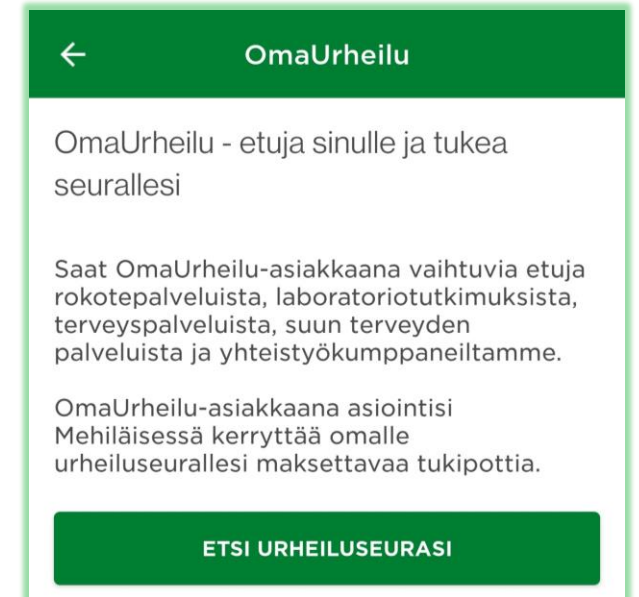 OmaUrheilu
OmaUrheilu - etuja sinulle ja tukea
seurallesi
Saat OmaUrheilu-asiakkaana vaihtuvia etuja
rokotepalveluista, laboratoriotutkimuksista,
terveyspalveluista, suun terveyden
palveluista ja yhteistyökumppaneiltamme.
OmaUrheilu-asiakkaana asiointisi
Mehiläisessä kerryttää omalle
urheiluseurallesi maksettavaa tukipottia.
ETSI URHEILUSEURASI